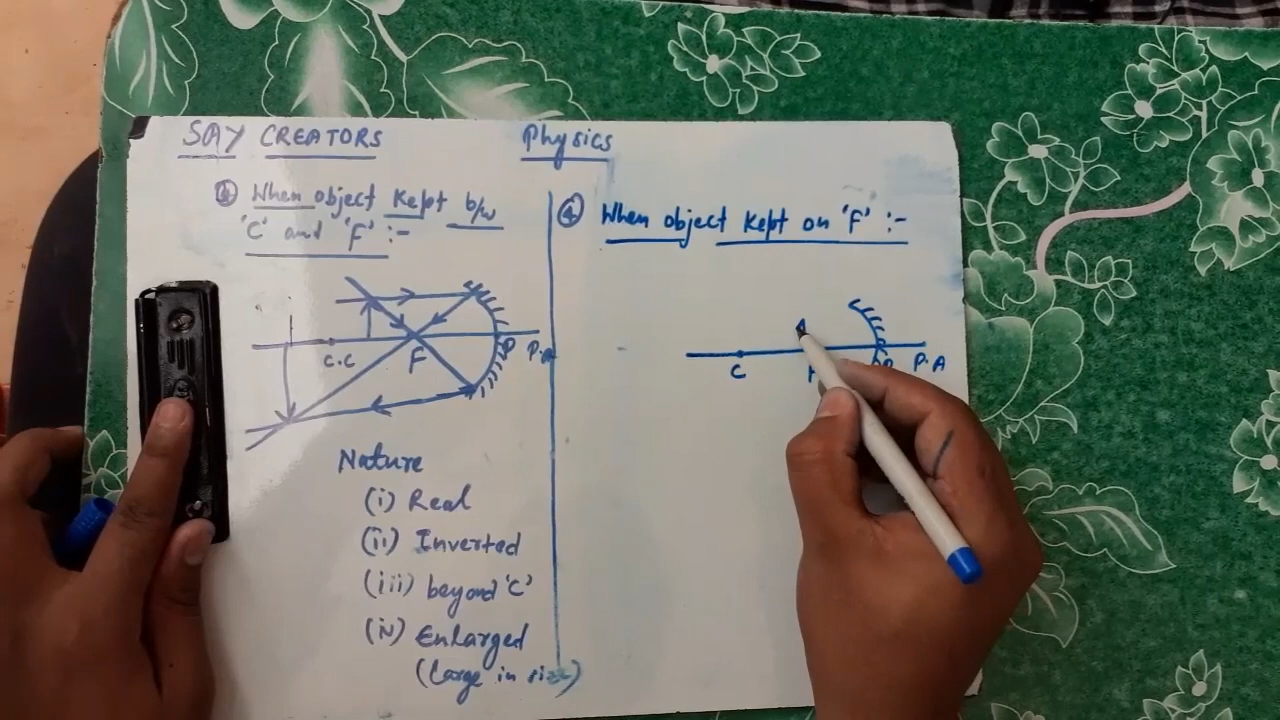 SAY CREATORS
Physics
③ When object Kept b/w
'C' and 'F' :-
C.C
F
P
P.A
Nature
(i) Real
(ii) Inverted
(iii) beyond 'C'
(iv) Enlarged
(Large in size)
④ When object Kept on 'F' :-
C
F
P
P.A